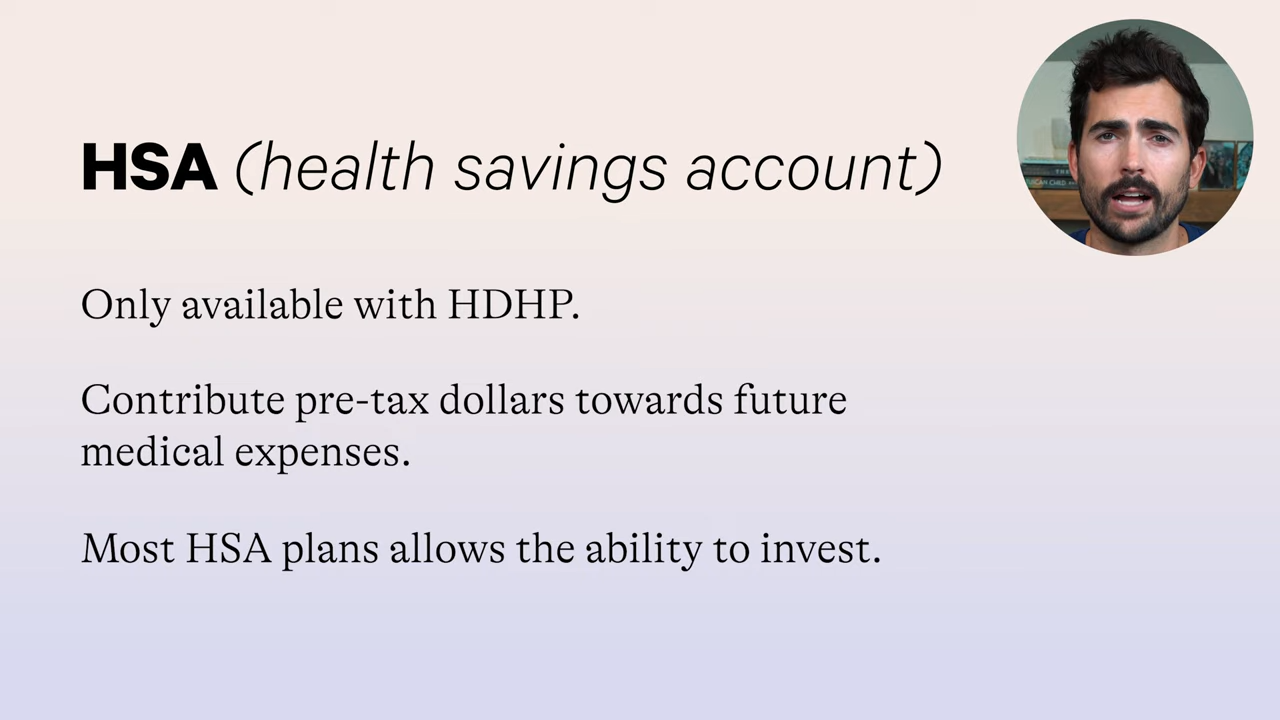 HSA (health savings account)
Only available with HDHP.
Contribute pre-tax dollars towards future
medical expenses.
Most HSA plans allows the ability to invest.